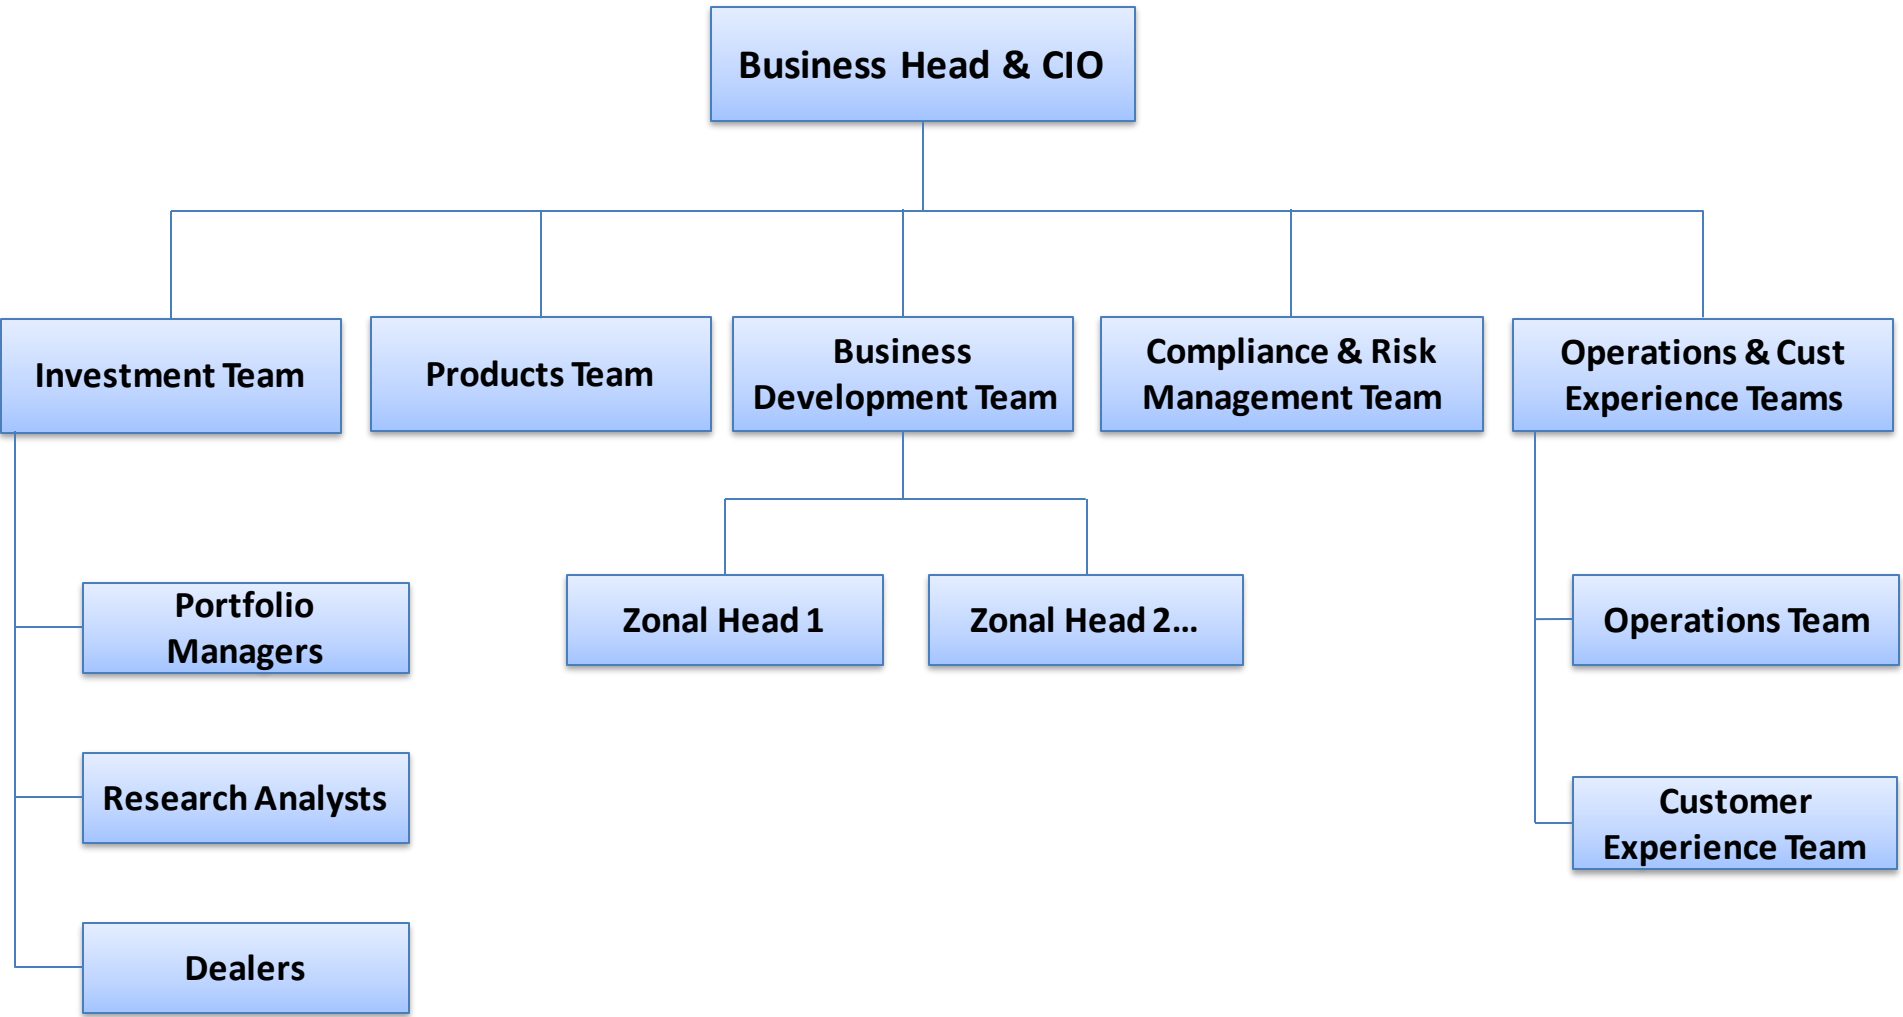 Business Head & CIO
Investment Team
Products Team
Business
Development Team
Compliance & Risk
Management Team
Operations & Cust
Experience Teams
Portfolio
Managers
Zonal Head 1
Zonal Head 2...
Operations Team
Research Analysts
Customer
Experience Team
Dealers